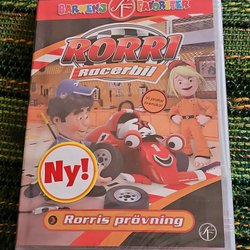 BARNENS FAVORITER
RORRI
Racerbil
Ny!
Rorris prövning